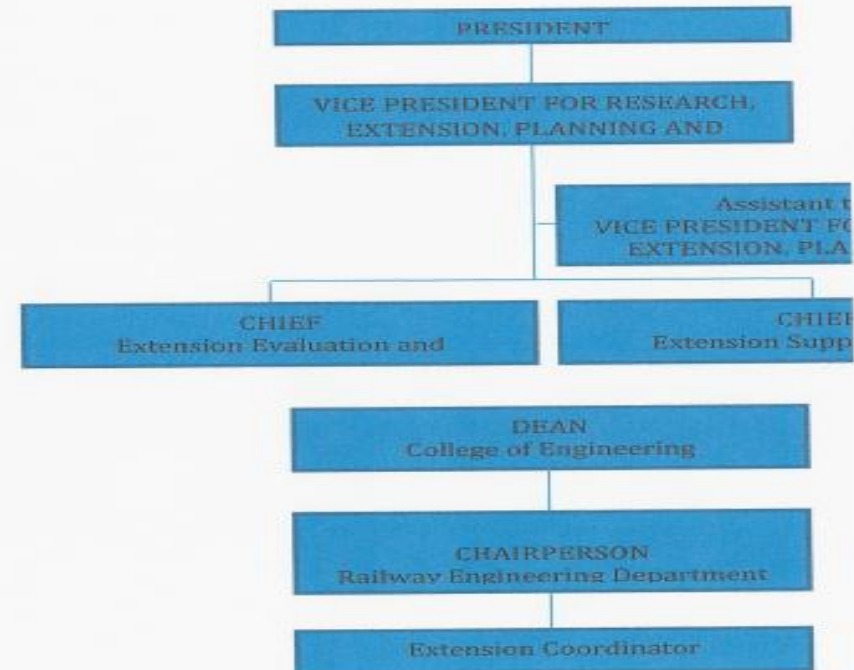 PRESIDENT
VICE PRESIDENT FOR RESEARCH,
EXTENSION, PLANNING AND
Assistant
VICE PRESIDENT
EXTENSION,
CHIEF
Extension Evaluation and
CHIEF
Extension
DEAN
College of Engineering
CHAIRPERSON
Railway Engineering Department
Extension Coordinator